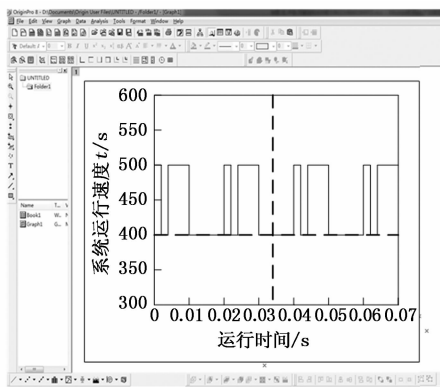 OriginPro 8 - D:\Documents\Origin User Files\UNTITLED - /Folder1/ - [Graph1]
File Edit View Graph Data Analysis Tools Format Window Help
Default:
UNTITLED
Folder1
1
Name T... V
Book1 W...
Graph1 G...
系统运行速度t/s
600
550
500
450
400
350
300
0 0.01 0.02 0.03 0.04 0.05 0.06 0.07
运行时间/s